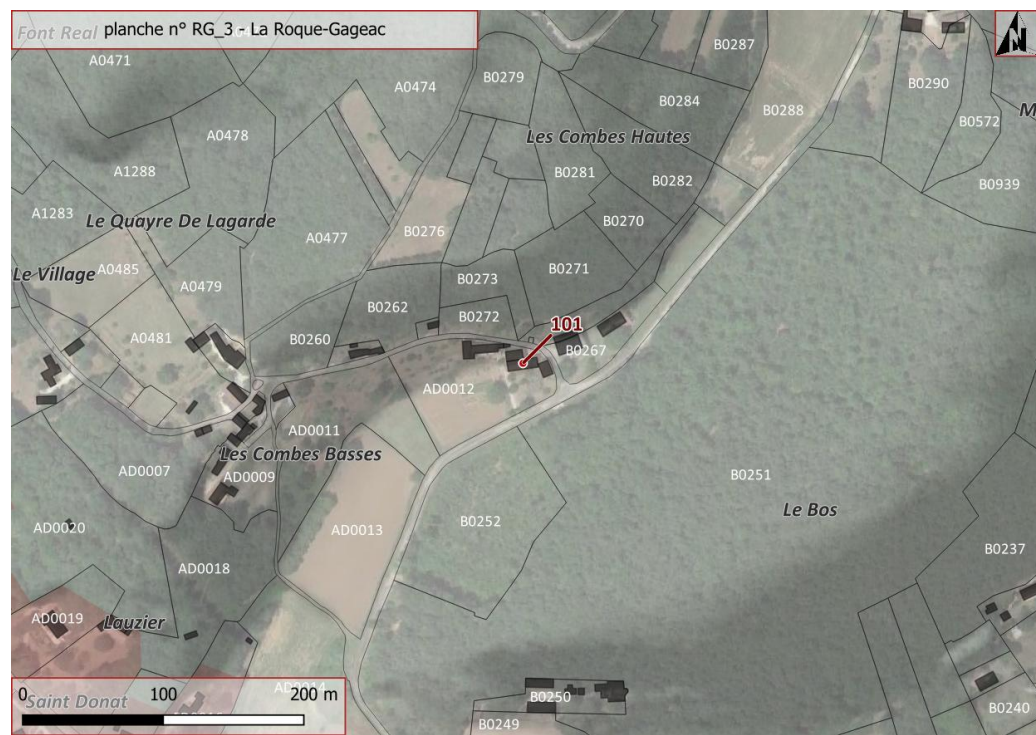 Font Real
planche n° RG_3 - La Roque-Gageac
N
A0471
A0474
B0279
B0287
B0290
B0284
B0288
B0572
M
A0478
Les Combes Hautes
A1288
B0281
B0282
B0939
A1283
Le Quayre De Lagarde
A0477
B0276
B0270
Le Village
A0485
A0479
B0273
B0271
B0262
B0272
A0481
B0260
101
B0267
AD0012
AD0011
Les Combes Basses
AD0007
AD0009
B0251
Le Bos
AD0020
AD0013
B0252
B0237
AD0018
AD0019
Lauzier
0 100 200 m
Saint Donat
AD0014
B0250
B0249
B0240